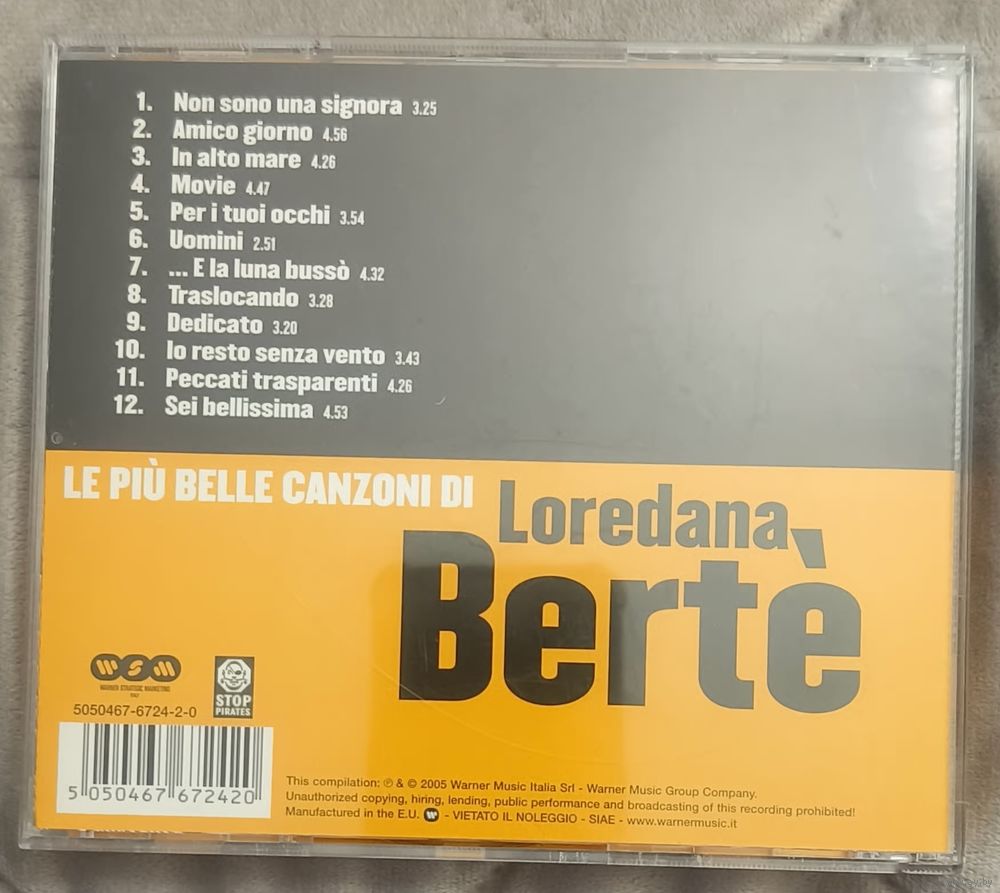 1. Non sono una signora 3.25
2. Amico giorno 4.56
3. In alto mare 4.26
4. Movie 4.47
5. Per i tuoi occhi 3.54
6. Uomini 2.51
7. ... E la luna bussò 4.32
8. Traslocando 3.28
9. Dedicato 3.20
10. Io resto senza vento 3.43
11. Peccati trasparenti 4.26
12. Sei bellissima 4.53
LE PIÙ BELLE CANZONI DI
Loredana
Bertè
WSM
WARNER STRATEGIC MARKETING
ITALY
STOP
PIRATES
5050467-6724-2-0
5 050467 672420
This compilation: ℗ & © 2005 Warner Music Italia Srl - Warner Music Group Company.
Unauthorized copying, hiring, lending, public performance and broadcasting of this recording prohibited!
Manufactured in the E.U. - VIETATO IL NOLEGGIO - SIAE - www.warnermusic.it